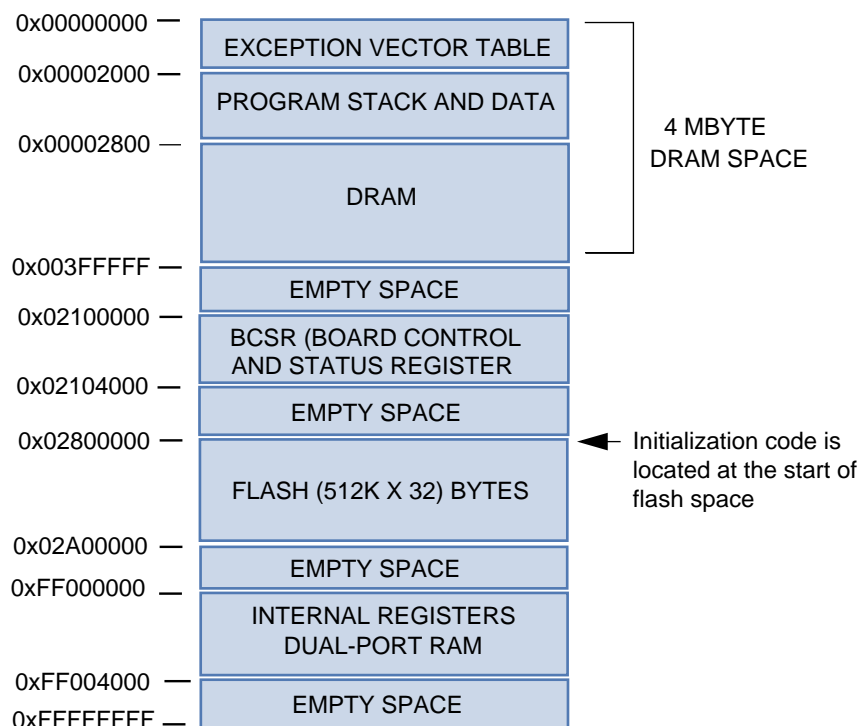 0x00000000
EXCEPTION VECTOR TABLE
0x00002000
PROGRAM STACK AND DATA
4 MBYTE
DRAM SPACE
0x00002800
DRAM
0x003FFFFF
EMPTY SPACE
0x02100000
BCSR (BOARD CONTROL
AND STATUS REGISTER
0x02104000
EMPTY SPACE
0x02800000
Initialization code is
located at the start of
flash space
FLASH (512K X 32) BYTES
0x02A00000
EMPTY SPACE
0xFF000000
INTERNAL REGISTERS
DUAL-PORT RAM
0xFF004000
EMPTY SPACE
0xFFFFFFFF